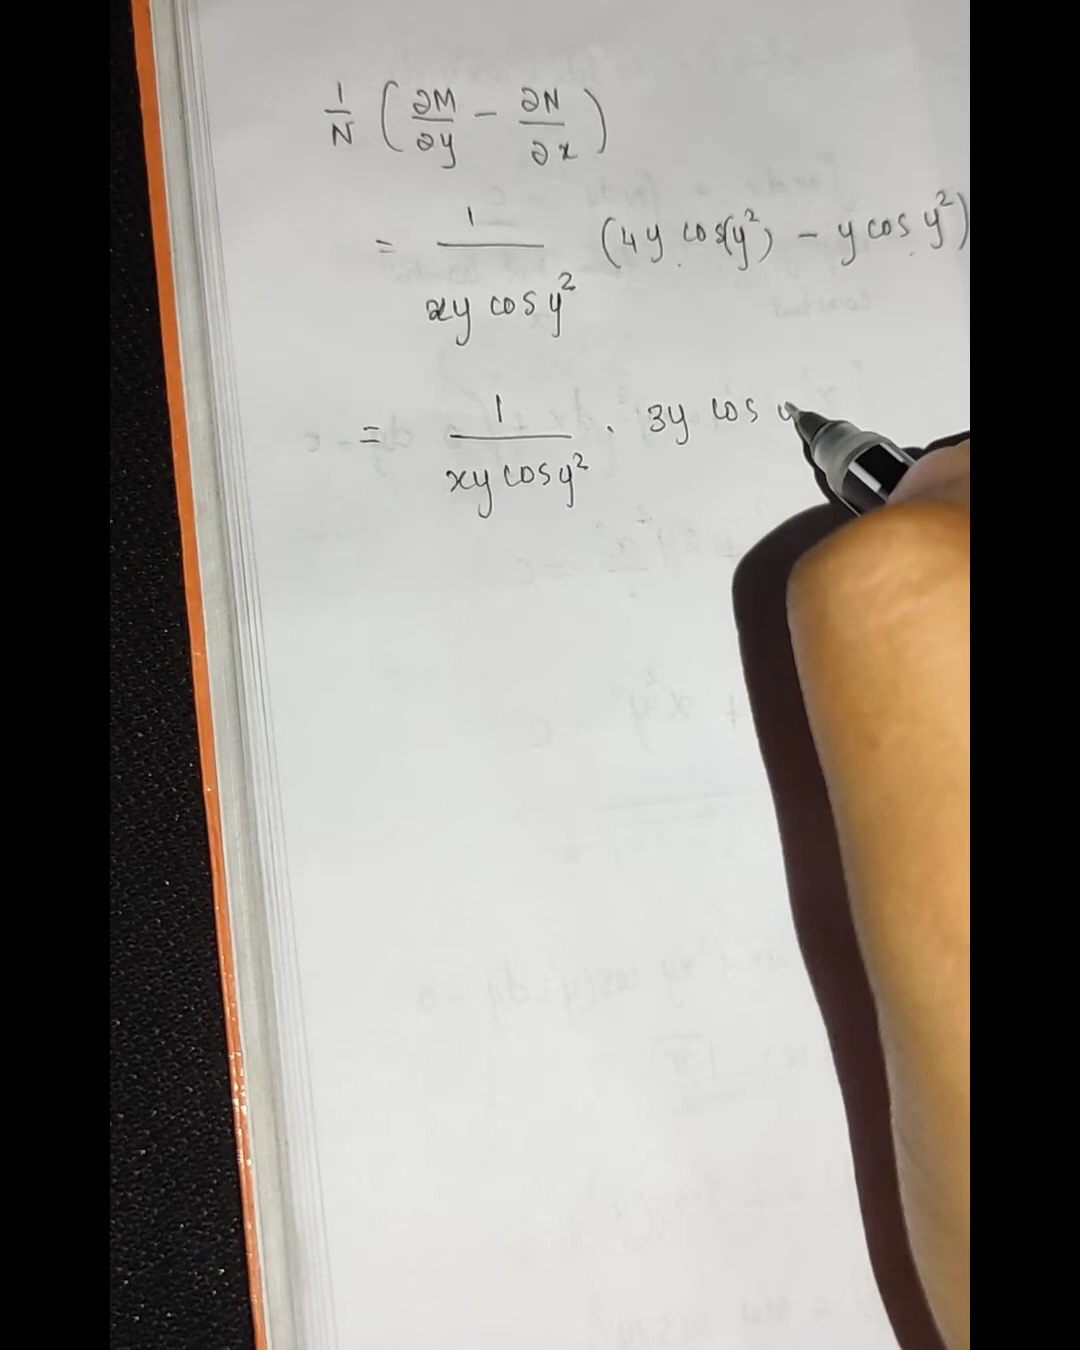 1/N (∂M/∂y − ∂N/∂x)
= 1/(xy cos y²) (4y cos(y²) − y cos y²)
= 1/(xy cos y²) · 3y cos y